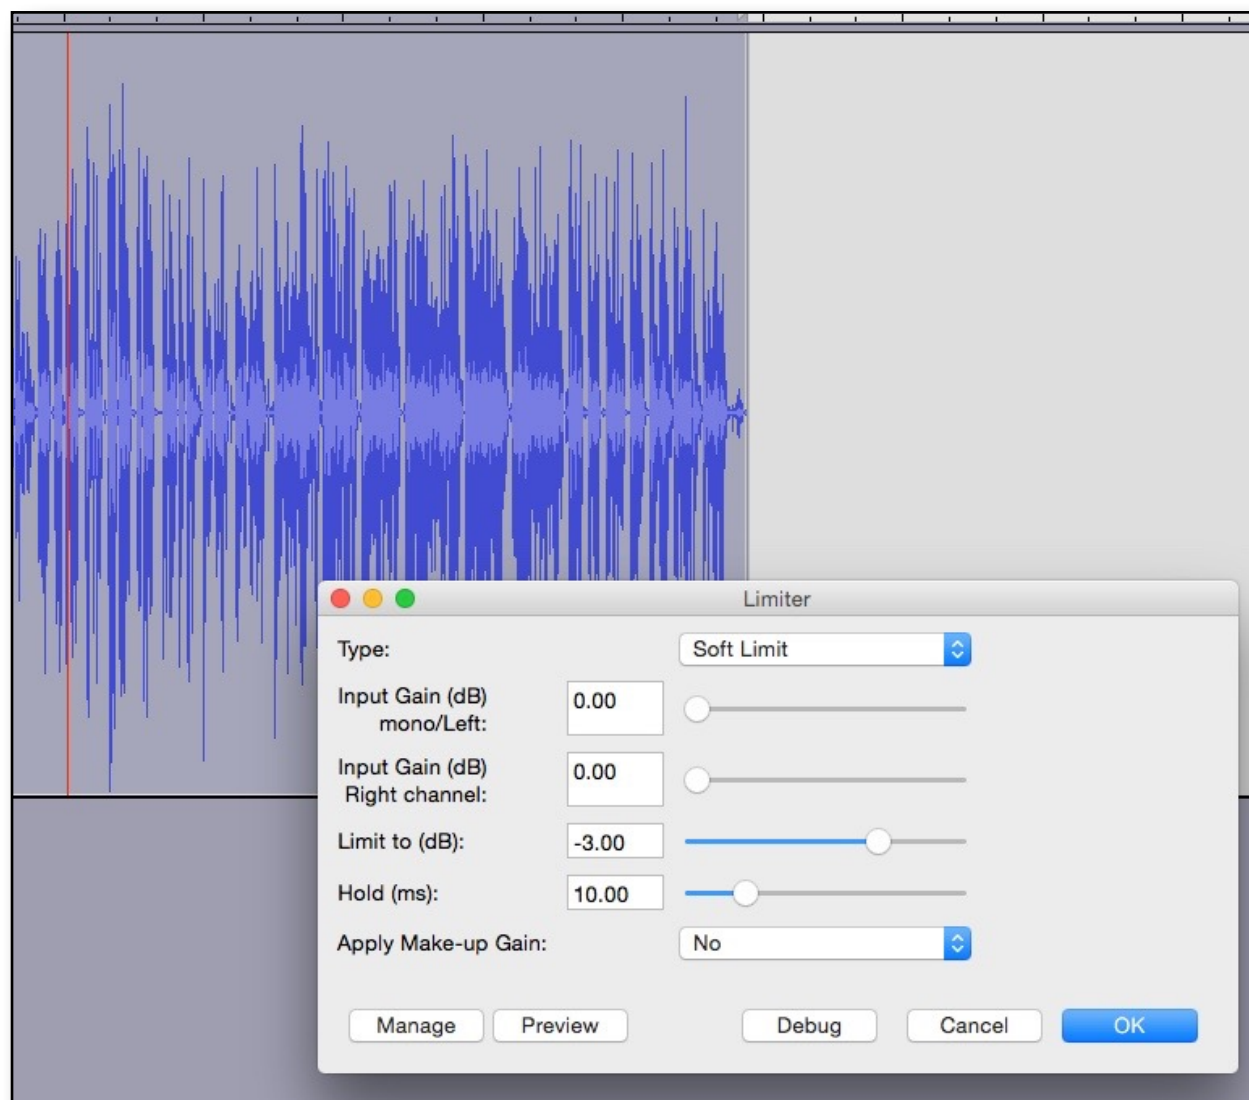 Limiter
Type:
Soft Limit
Input Gain (dB)
mono/Left:
0.00
Input Gain (dB)
Right channel:
0.00
Limit to (dB):
-3.00
Hold (ms):
10.00
Apply Make-up Gain:
No
Manage
Preview
Debug
Cancel
OK